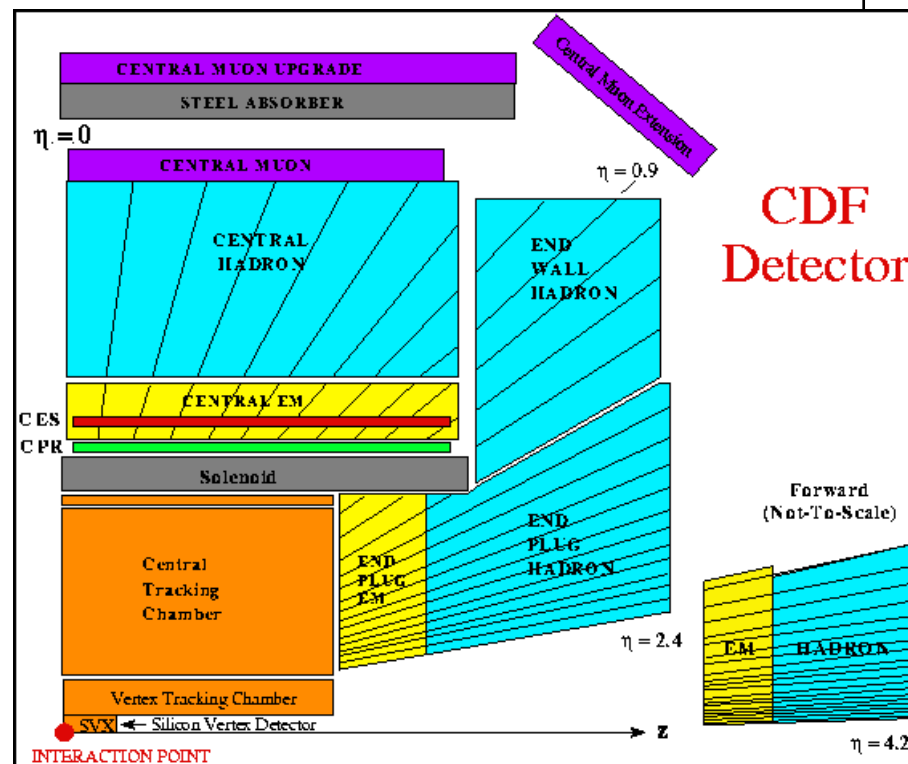 CENTRAL MUON UPGRADE
STEEL ABSORBER
Central Muon Extension
η = 0
CENTRAL MUON
η = 0.9
CDF
Detector
CENTRAL
HADRON
END
WALL
HADRON
CENTRAL EM
CES
CPR
Solenoid
Forward
(Not-To-Scale)
Central
Tracking
Chamber
END
PLUG
EM
END
PLUG
HADRON
η = 2.4
EM
HADRON
Vertex Tracking Chamber
SVX
Silicon Vertex Detector
Z
INTERACTION POINT
η = 4.2